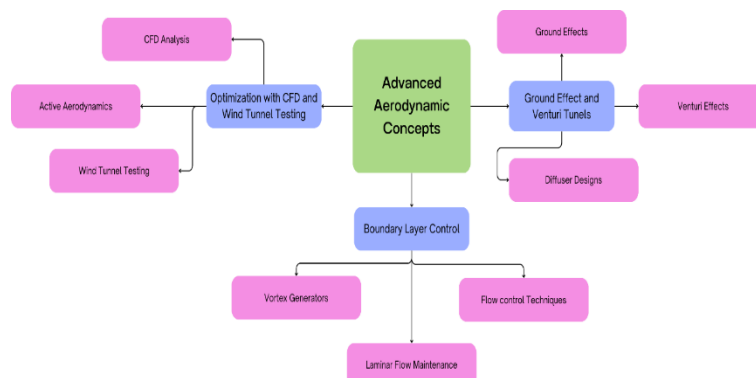 Ground Effects
CFD Analysis
Advanced
Aerodynamic
Concepts
Active Aerodynamics
Optimization with CFD and
Wind Tunnel Testing
Ground Effect and
Venturi Tunels
Venturi Effects
Wind Tunnel Testing
Diffuser Designs
Boundary Layer Control
Vortex Generators
Flow control Techniques
Laminar Flow Maintenance